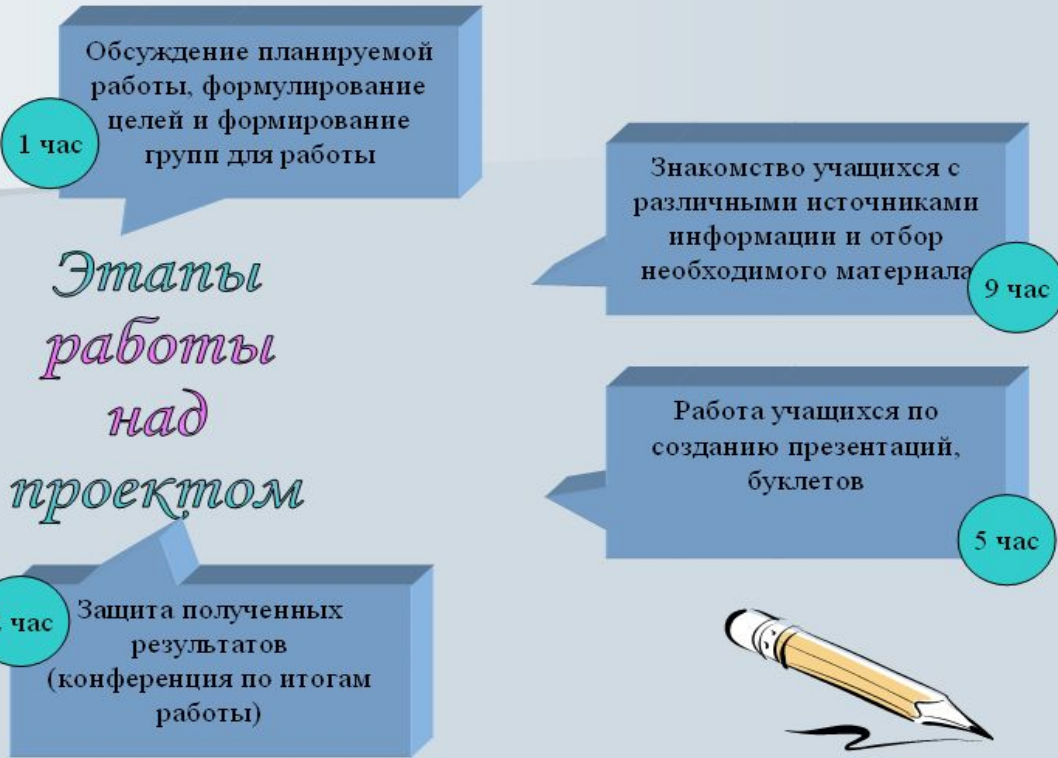 Обсуждение планируемой
работы, формулирование
целей и формирование
групп для работы
1 час
Знакомство учащихся с
различными источниками
информации и отбор
необходимого материала
9 час
Этапы
работы
над
проектом
Работа учащихся по
созданию презентаций,
буклетов
5 час
час
Защита полученных
результатов
(конференция по итогам
работы)